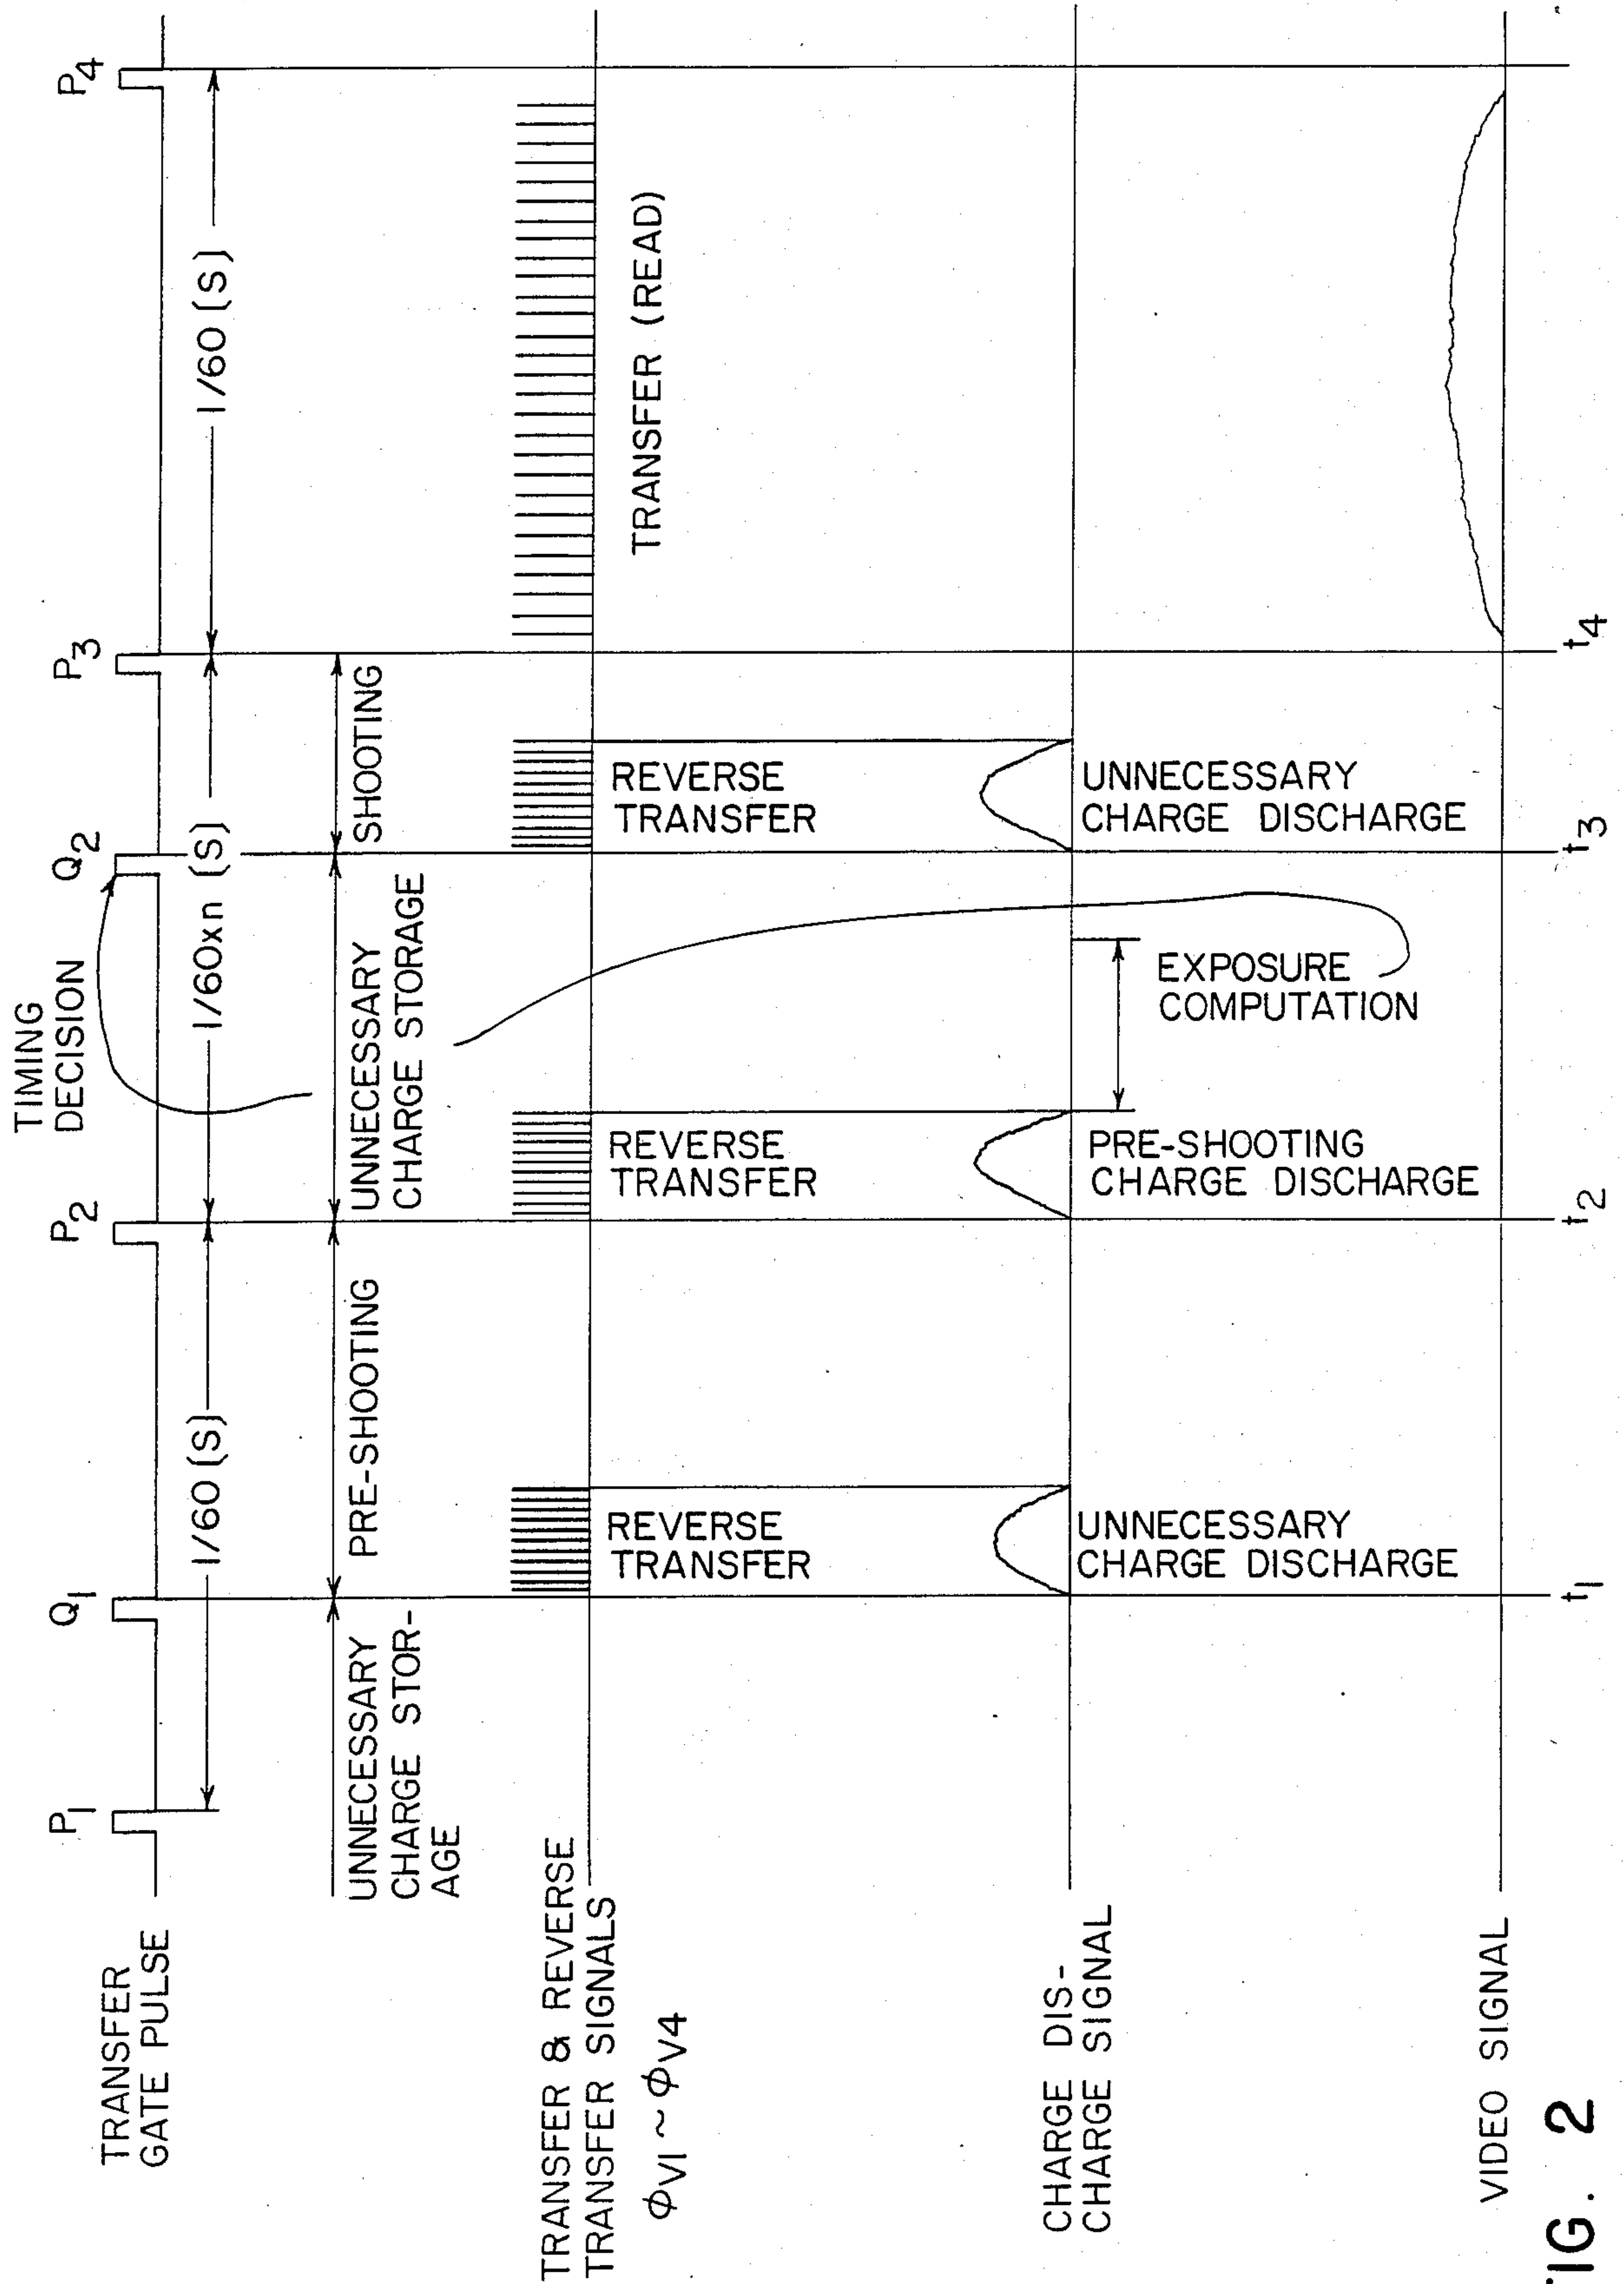 TRANSFER
GATE PULSE
P1
Q1
P2
TIMING
DECISION
Q2
P3
P4
1/60 (S)
1/60xn (S)
1/60 (S)
UNNECESSARY
CHARGE STOR-
AGE
PRE-SHOOTING
UNNECESSARY
CHARGE STORAGE
SHOOTING
TRANSFER & REVERSE
TRANSFER SIGNALS
ΦV1 ~ ΦV4
REVERSE
TRANSFER
REVERSE
TRANSFER
REVERSE
TRANSFER
TRANSFER (READ)
CHARGE DIS-
CHARGE SIGNAL
UNNECESSARY
CHARGE DISCHARGE
PRE-SHOOTING
CHARGE DISCHARGE
EXPOSURE
COMPUTATION
UNNECESSARY
CHARGE DISCHARGE
VIDEO SIGNAL
t1
t2
t3
t4
FIG. 2